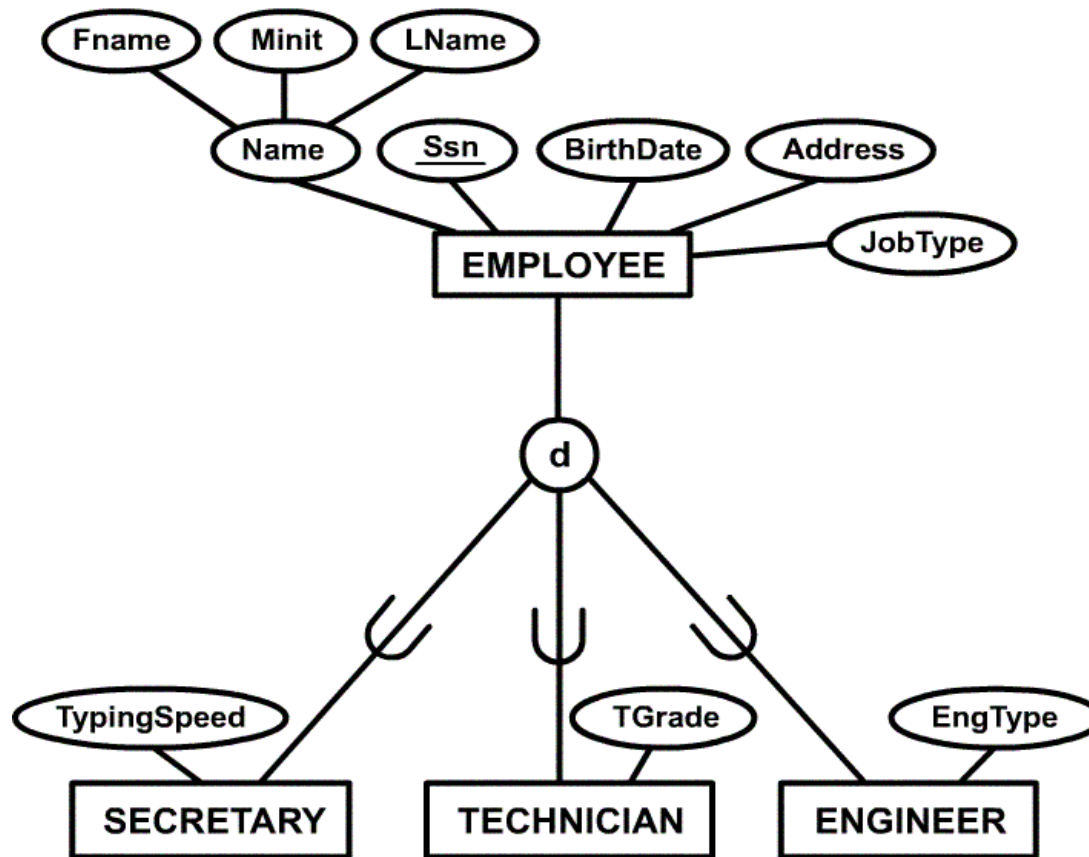 Fname
Minit
LName
Name
Ssn
BirthDate
Address
JobType
EMPLOYEE
d
TypingSpeed
TGrade
EngType
SECRETARY
TECHNICIAN
ENGINEER